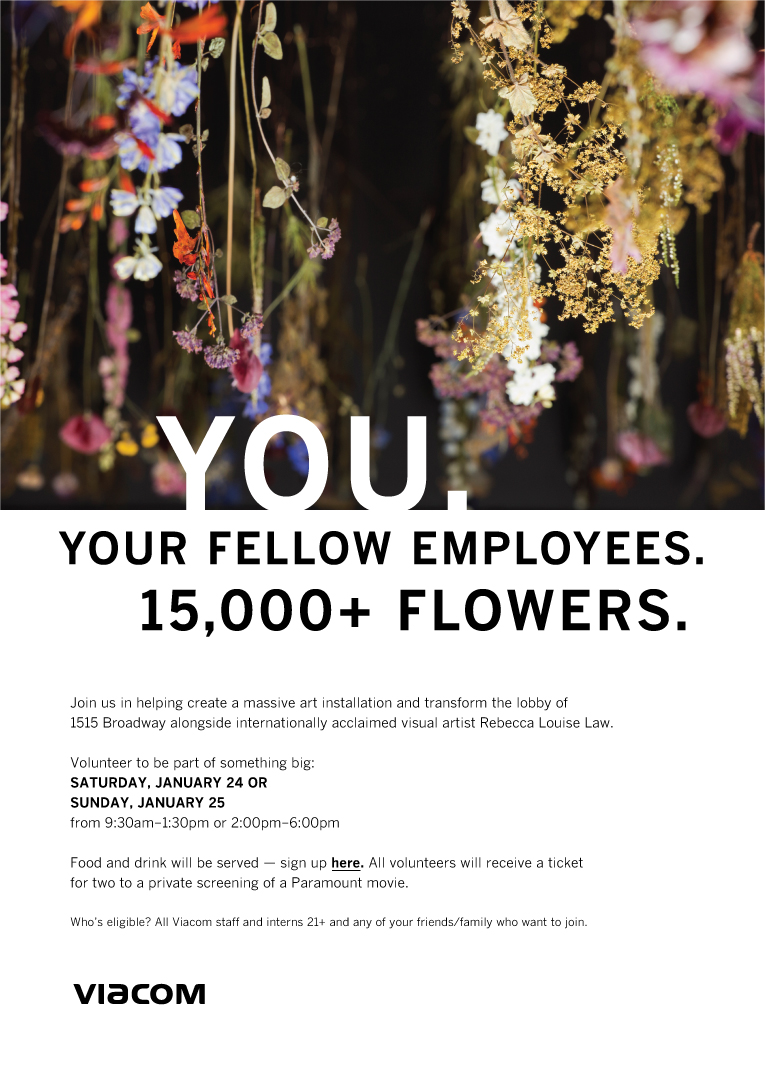 YOU.
YOUR FELLOW EMPLOYEES.
15,000+ FLOWERS.
Join us in helping create a massive art installation and transform the lobby of
1515 Broadway alongside internationally acclaimed visual artist Rebecca Louise Law.
Volunteer to be part of something big:
SATURDAY, JANUARY 24 OR
SUNDAY, JANUARY 25
from 9:30am–1:30pm or 2:00pm–6:00pm
Food and drink will be served — sign up here. All volunteers will receive a ticket
for two to a private screening of a Paramount movie.
Who's eligible? All Viacom staff and interns 21+ and any of your friends/family who want to join.
VIACOM